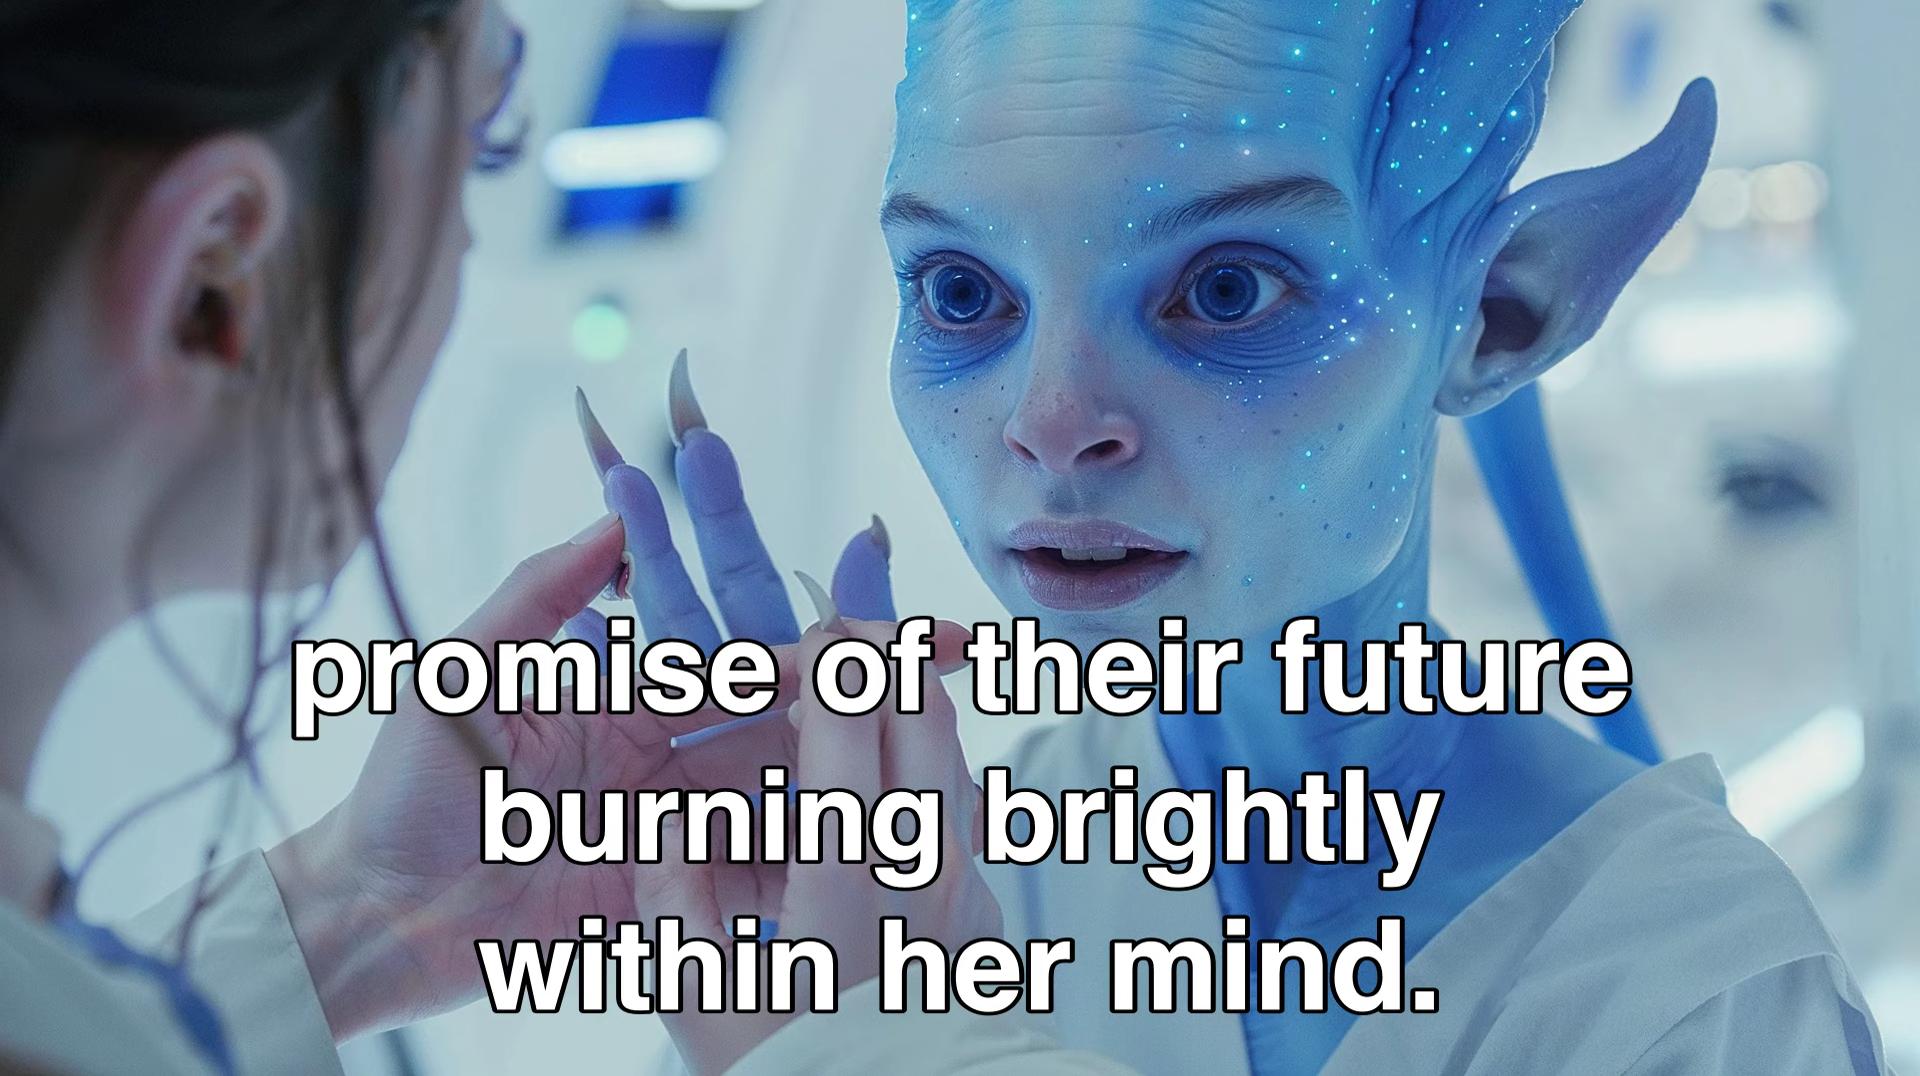 promise of their future
burning brightly
within her mind.